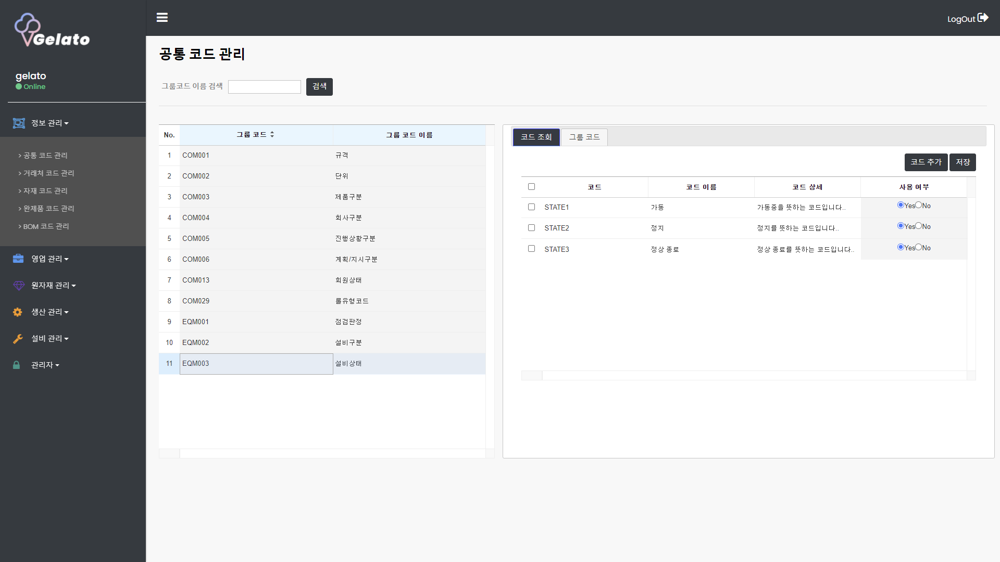 Gelato
LogOut
gelato
Online
정보 관리
> 공통 코드 관리
> 거래처 코드 관리
> 자재 코드 관리
> 완제품 코드 관리
> BOM 코드 관리
영업 관리
원자재 관리
생산 관리
설비 관리
관리자
공통 코드 관리
그룹코드 이름 검색 검색
No. 그룹 코드 그룹 코드 이름
1 COM001 규격
2 COM002 단위
3 COM003 제품구분
4 COM004 회사구분
5 COM005 진행상황구분
6 COM006 계획/지시구분
7 COM013 회원상태
8 COM029 롤유형코드
9 EQM001 점검판정
10 EQM002 설비구분
11 EQM003 설비상태
코드 조회 그룹 코드
코드 추가 저장
코드 코드 이름 코드 상세 사용 여부
STATE1 가동 가동중을 뜻하는 코드입니다.. Yes No
STATE2 정지 정지를 뜻하는 코드입니다.. Yes No
STATE3 정상 종료 정상 종료를 뜻하는 코드입니다.. Yes No